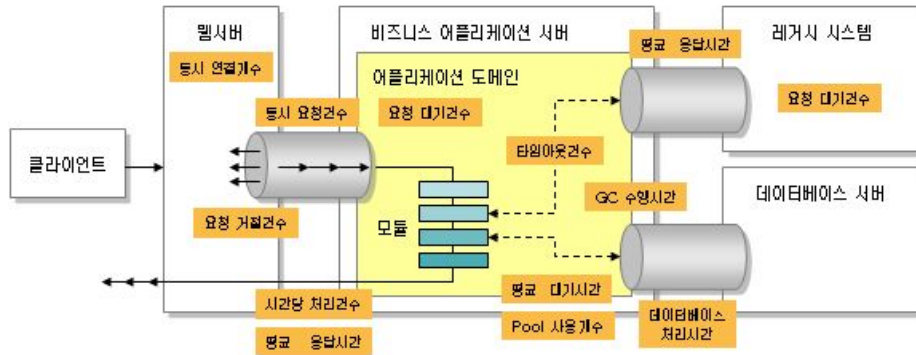 웹서버
비즈니스 어플리케이션 서버
레거시 시스템
평균 응답시간
동시 연결개수
어플리케이션 도메인
동시 요청건수
요청 대기건수
요청 대기건수
클라이언트
타임아웃건수
GC 수행시간
데이터베이스 서버
요청 거절건수
모듈
시간당 처리건수
평균 대기시간
평균 응답시간
Pool 사용개수
데이터베이스
처리시간